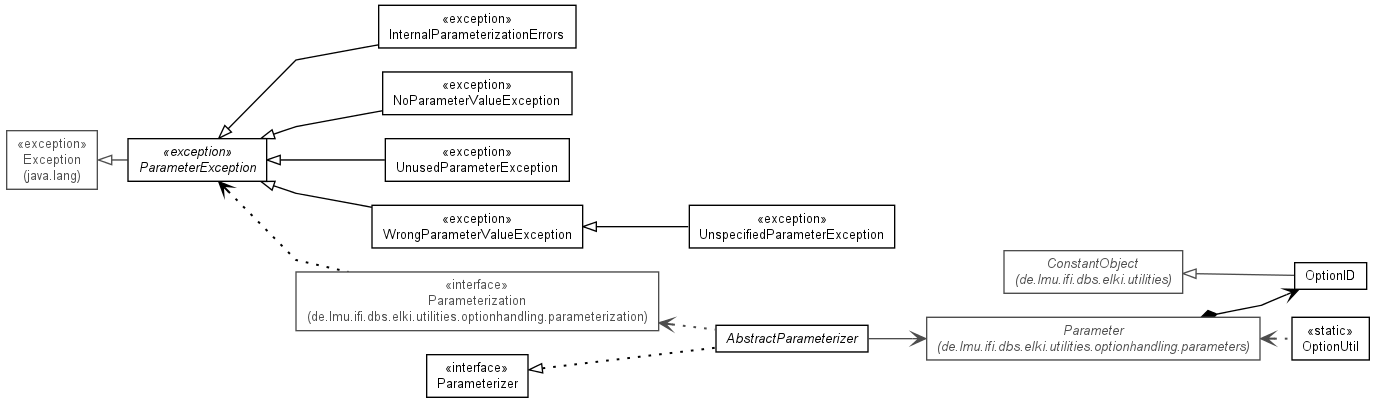 «exception»
InternalParameterizationErrors
«exception»
NoParameterValueException
«exception»
Exception
(java.lang)
«exception»
ParameterException
«exception»
UnusedParameterException
«exception»
WrongParameterValueException
«exception»
UnspecifiedParameterException
«interface»
Parameterization
(de.lmu.ifi.dbs.elki.utilities.optionhandling.parameterization)
ConstantObject
(de.lmu.ifi.dbs.elki.utilities)
OptionID
AbstractParameterizer
Parameter
(de.lmu.ifi.dbs.elki.utilities.optionhandling.parameters)
«static»
OptionUtil
«interface»
Parameterizer